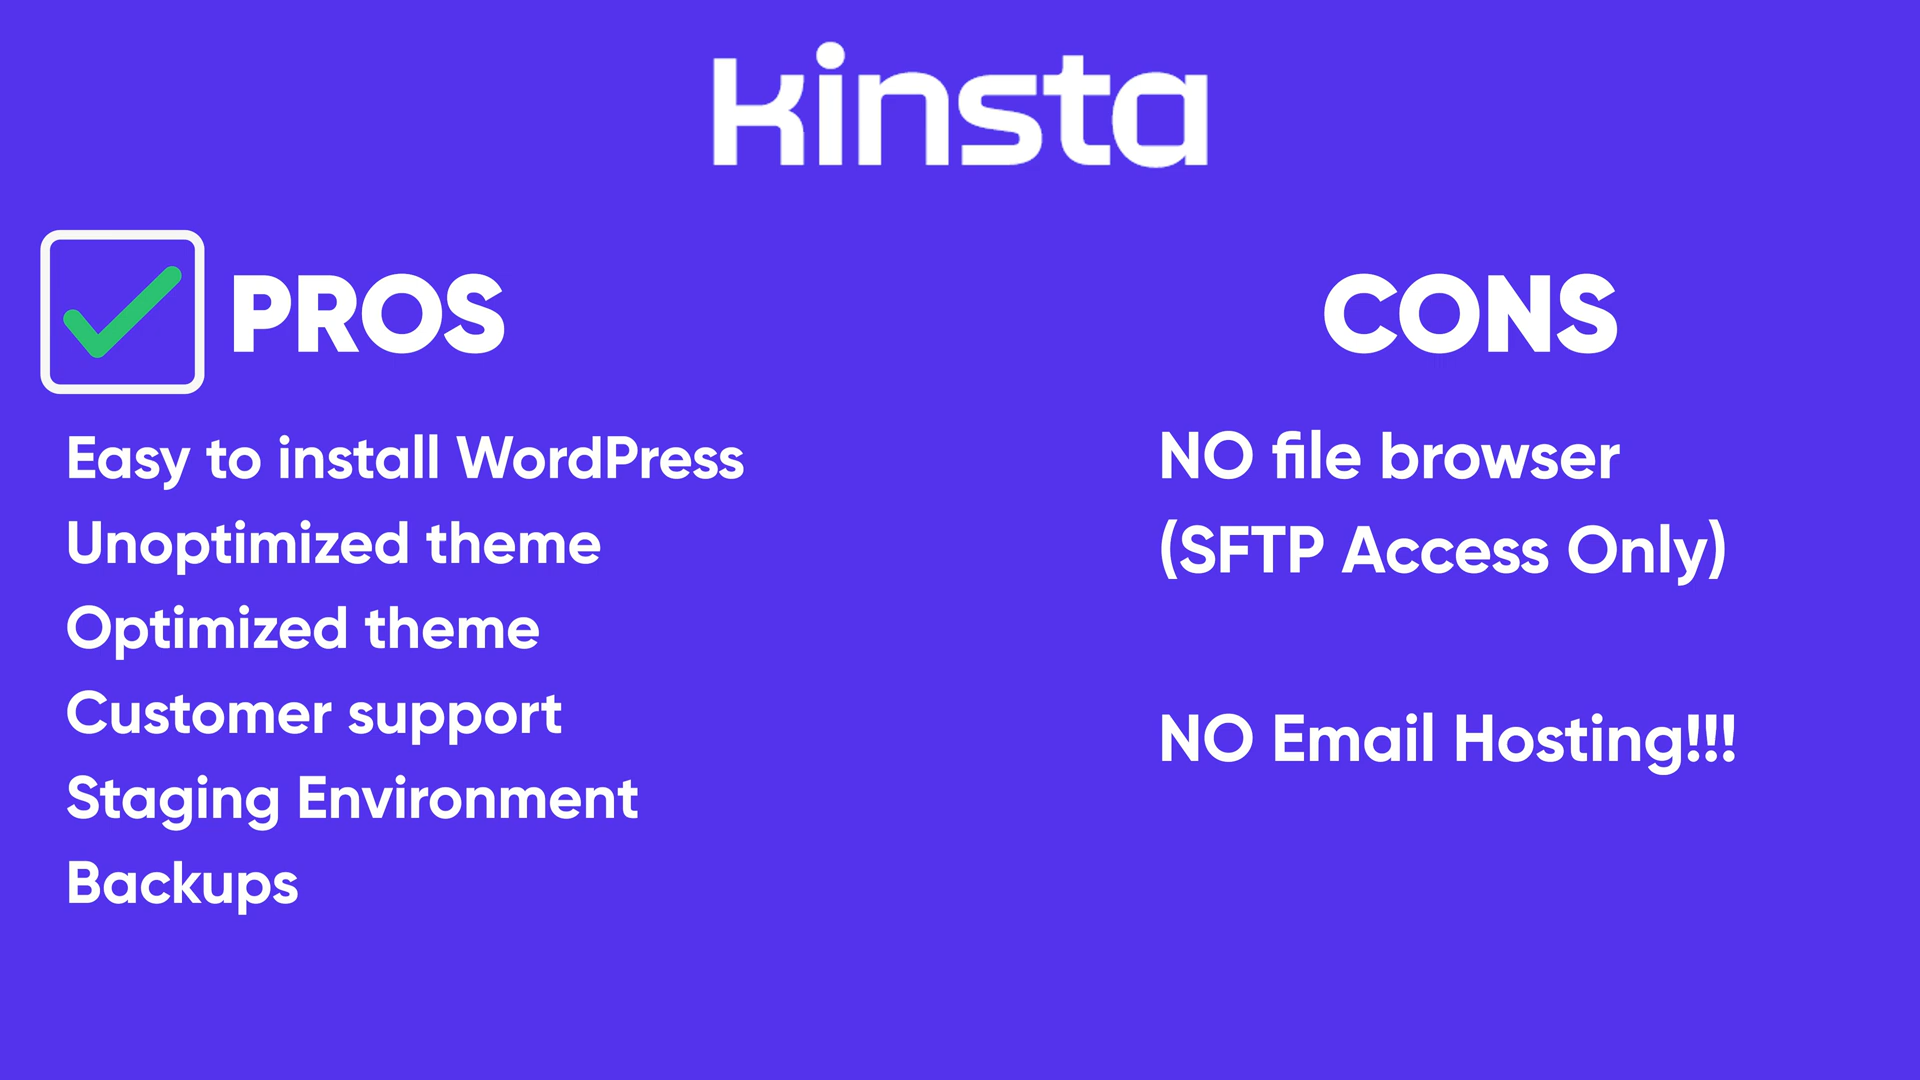 kinsta
PROS
Easy to install WordPress
Unoptimized theme
Optimized theme
Customer support
Staging Environment
Backups
CONS
NO file browser
(SFTP Access Only)
NO Email Hosting!!!